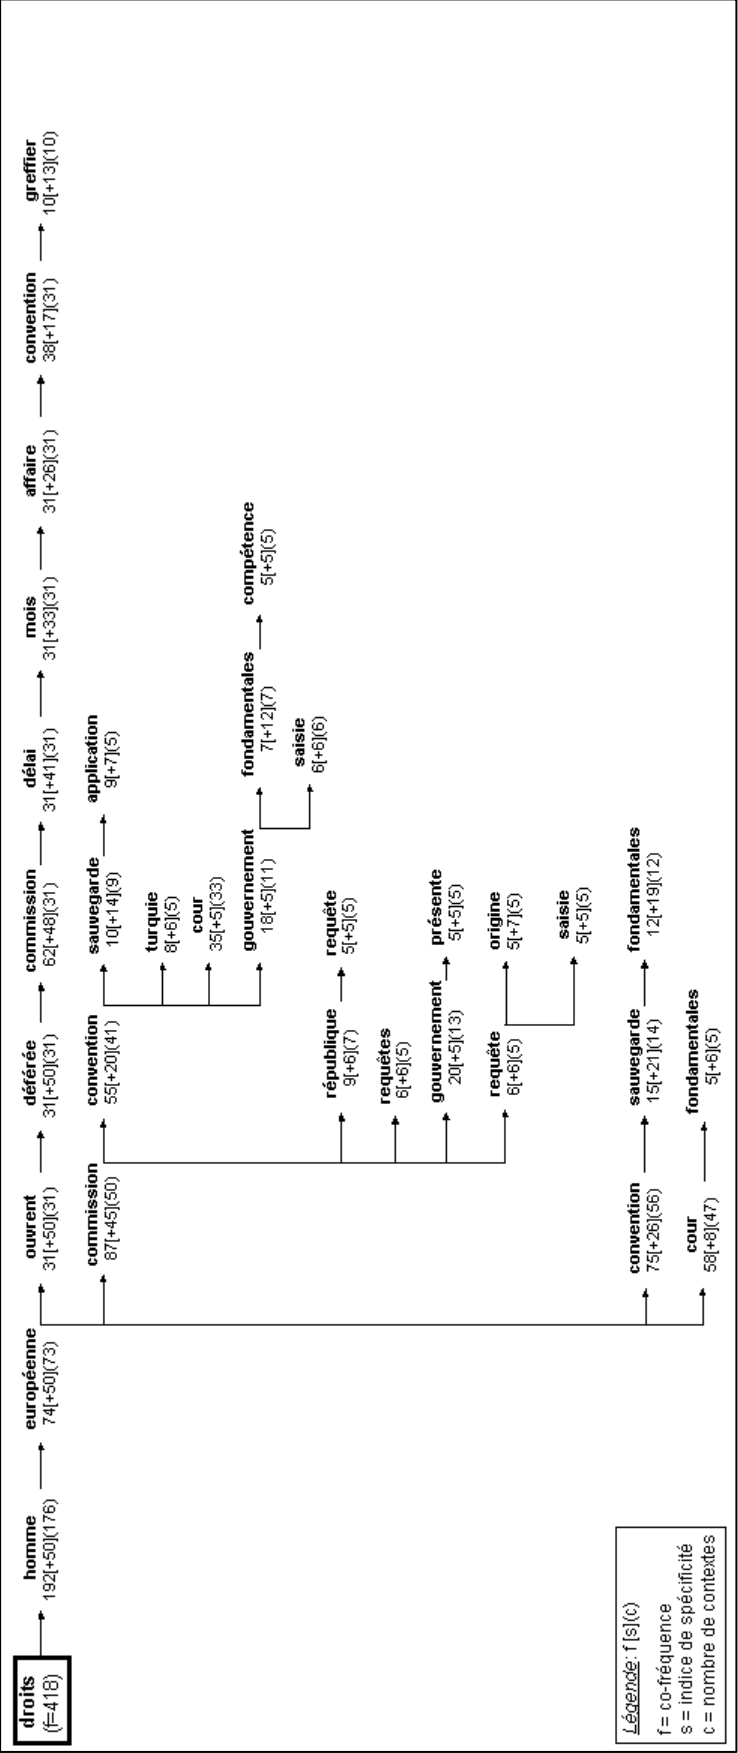 droits
(f=418)
homme
192[+50](176)
européenne
74[+50](73)
ouvrent
31[+50](31)
déférée
31[+50](31)
commission
62[+48](31)
délai
31[+41](31)
mois
31[+33](31)
affaire
31[+26](31)
convention
38[+17](31)
greffier
10[+13](10)
commission
87[+45](50)
convention
55[+20](41)
sauvegarde
10[+14](9)
application
9[+7](5)
turquie
8[+6](5)
cour
35[+5](33)
gouvernement
18[+5](11)
fondamentales
7[+12](7)
compétence
5[+5](5)
saisie
6[+6](6)
république
9[+6](7)
requête
5[+5](5)
requêtes
6[+6](5)
gouvernement
20[+5](13)
présente
5[+5](5)
requête
6[+6](5)
origine
5[+7](5)
saisie
5[+5](5)
convention
75[+26](56)
sauvegarde
15[+21](14)
fondamentales
12[+19](12)
cour
58[+8](47)
fondamentales
5[+6](5)
Légende: f [s](c)
f = co-fréquence
s = indice de spécificité
c = nombre de contextes